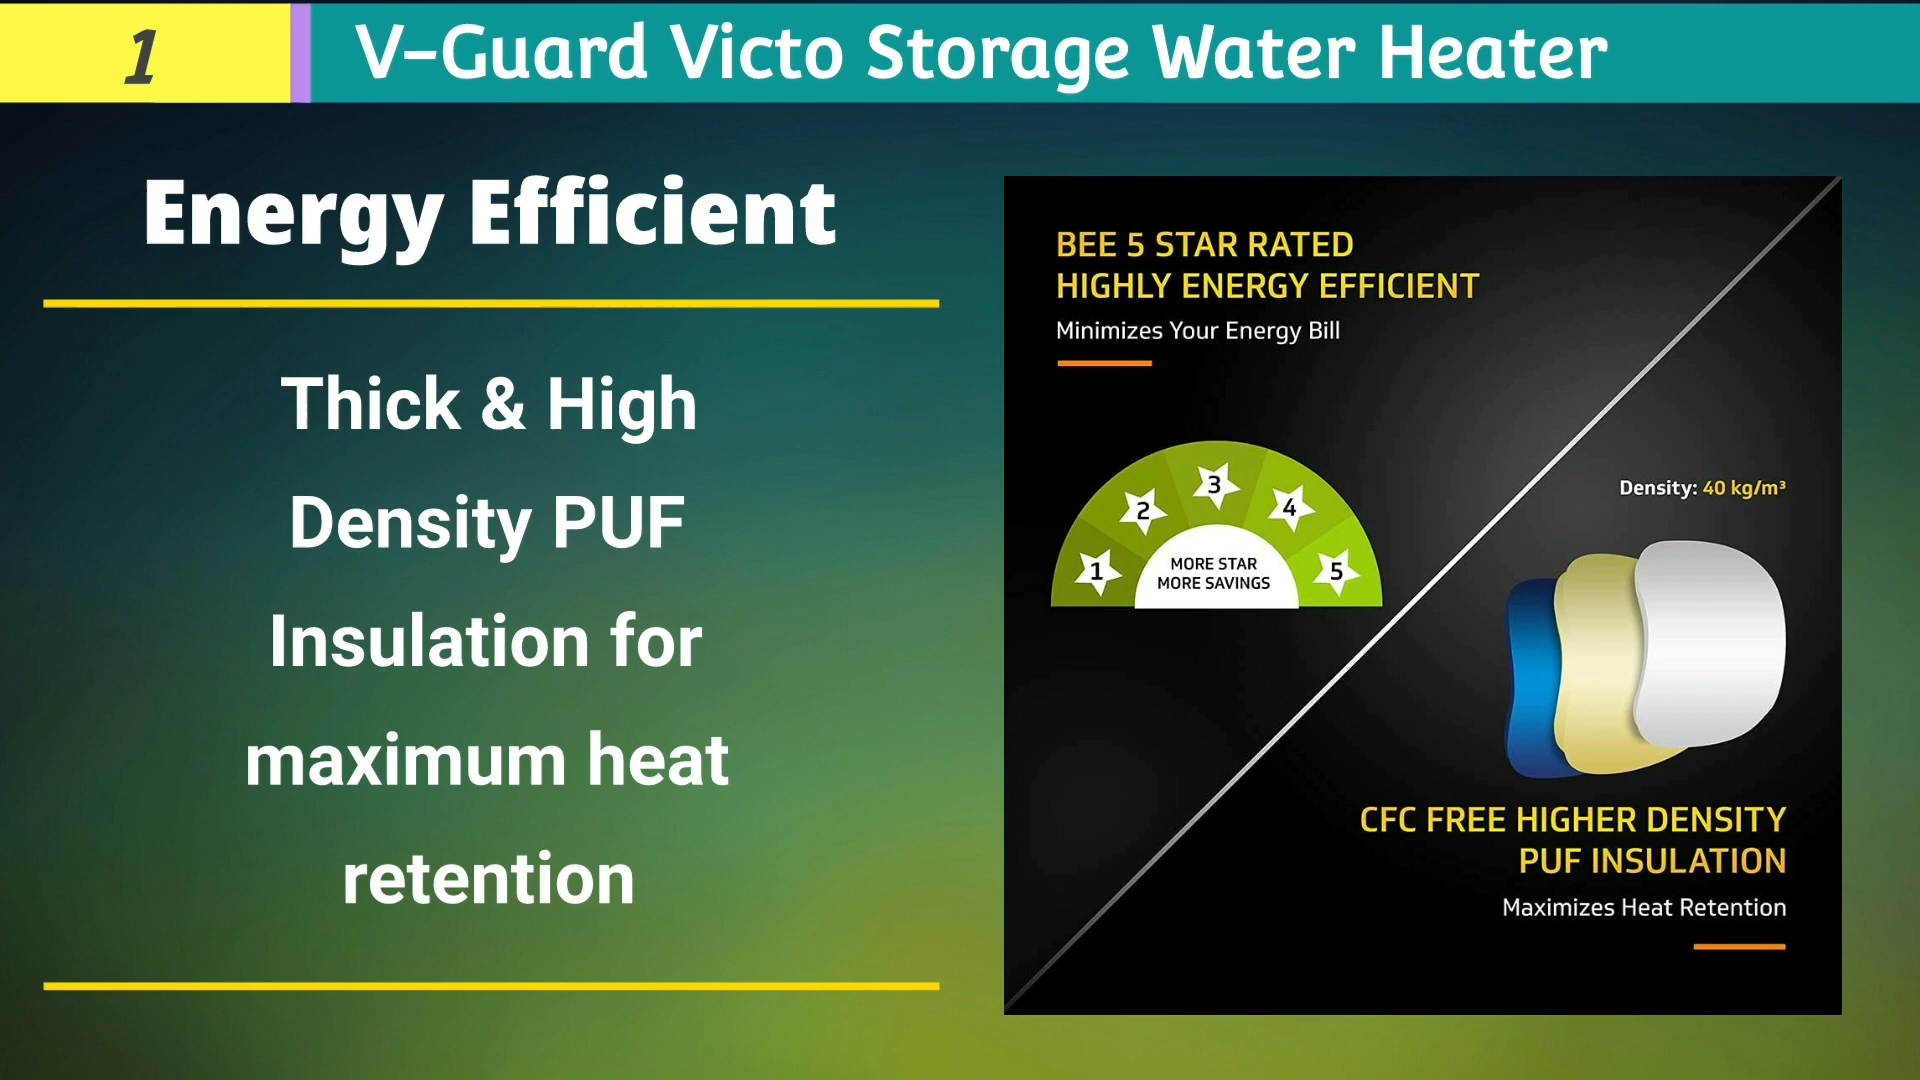 1
V-Guard Victo Storage Water Heater
Energy Efficient
Thick & High
Density PUF
Insulation for
maximum heat
retention
BEE 5 STAR RATED
HIGHLY ENERGY EFFICIENT
Minimizes Your Energy Bill
1
2
3
4
5
MORE STAR
MORE SAVINGS
Density: 40 kg/m³
CFC FREE HIGHER DENSITY
PUF INSULATION
Maximizes Heat Retention